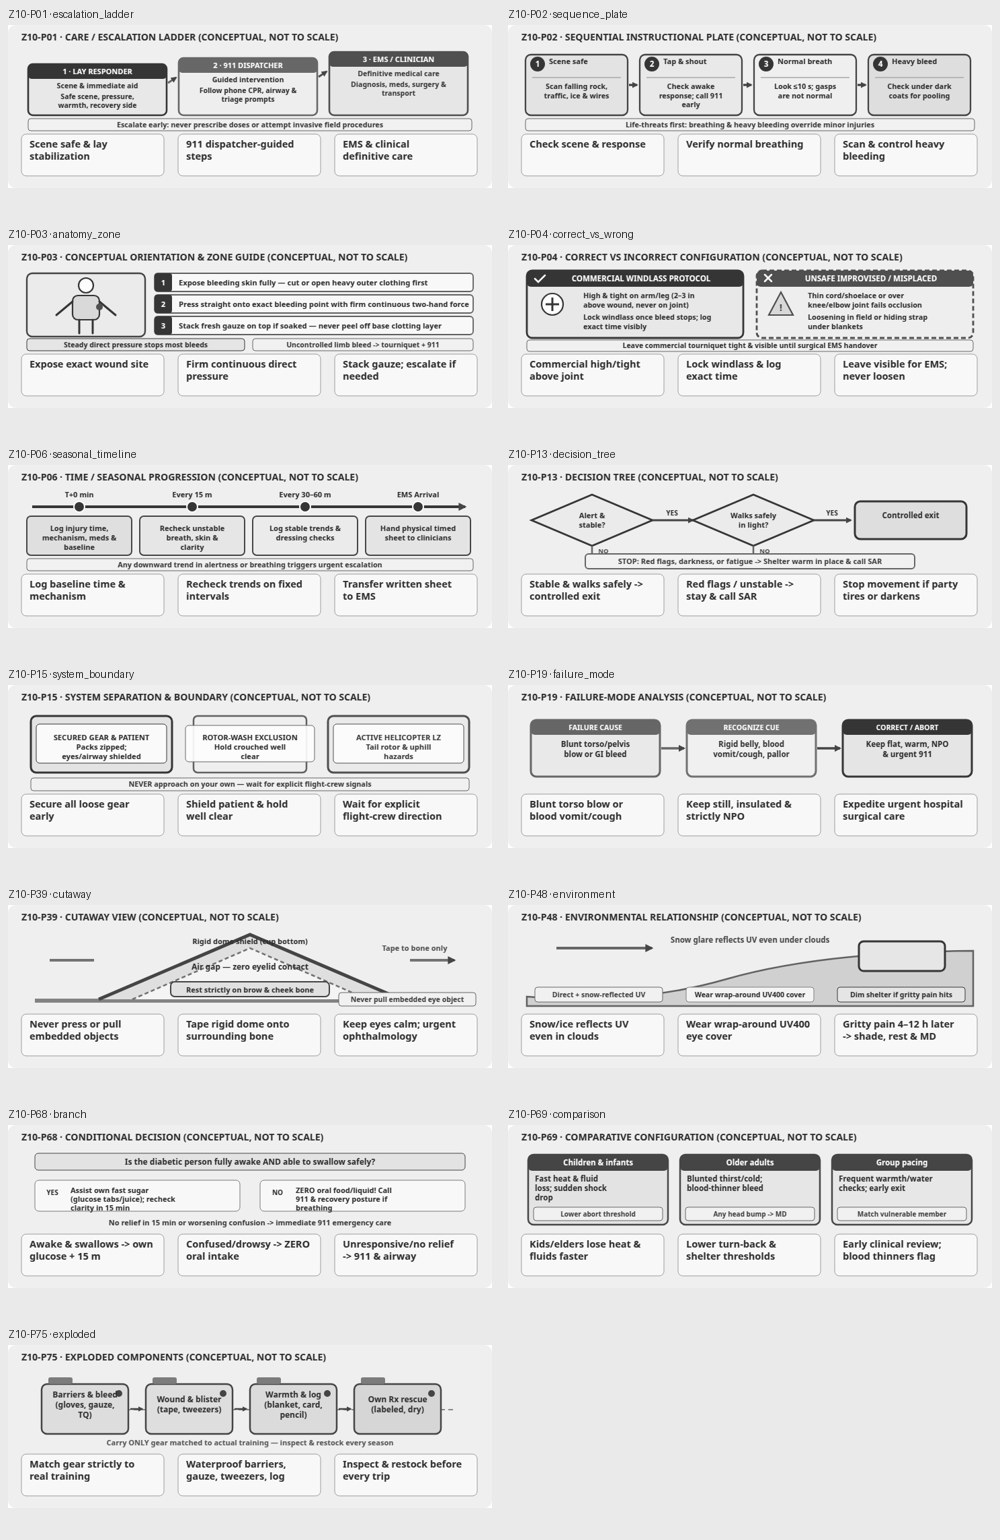 Z10-P01 · escalation_ladder
Z10-P01 · CARE / ESCALATION LADDER (CONCEPTUAL, NOT TO SCALE)
1 · LAY RESPONDER
Scene & immediate aid
Safe scene, pressure,
warmth, recovery side
2 · 911 DISPATCHER
Guided intervention
Follow phone CPR, airway &
triage prompts
3 · EMS / CLINICIAN
Definitive medical care
Diagnosis, meds, surgery &
transport
Escalate early: never prescribe doses or attempt invasive field procedures
Scene safe & lay
stabilization
911 dispatcher-guided
steps
EMS & clinical
definitive care
Z10-P02 · sequence_plate
Z10-P02 · SEQUENTIAL INSTRUCTIONAL PLATE (CONCEPTUAL, NOT TO SCALE)
1
Scene safe
Scan falling rock,
traffic, ice & wires
2
Tap & shout
Check awake
response; call 911
early
3
Normal breath
Look ≤10 s; gasps
are not normal
4
Heavy bleed
Check under dark
coats for pooling
Life-threats first: breathing & heavy bleeding override minor injuries
Check scene & response
Verify normal breathing
Scan & control heavy
bleeding
Z10-P03 · anatomy_zone
Z10-P03 · CONCEPTUAL ORIENTATION & ZONE GUIDE (CONCEPTUAL, NOT TO SCALE)
1
Expose bleeding skin fully — cut or open heavy outer clothing first
2
Press straight onto exact bleeding point with firm continuous two-hand force
3
Stack fresh gauze on top if soaked — never peel off base clotting layer
Steady direct pressure stops most bleeds
Uncontrolled limb bleed -> tourniquet + 911
Expose exact wound site
Firm continuous direct
pressure
Stack gauze; escalate if
needed
Z10-P04 · correct_vs_wrong
Z10-P04 · CORRECT VS INCORRECT CONFIGURATION (CONCEPTUAL, NOT TO SCALE)
COMMERCIAL WINDLASS PROTOCOL
High & tight on arm/leg (2–3 in
above wound, never on joint)
Lock windlass once bleed stops; log
exact time visibly
UNSAFE IMPROVISED / MISPLACED
!
Thin cord/shoelace or over
knee/elbow joint fails occlusion
Loosening in field or hiding strap
under blankets
Leave commercial tourniquet tight & visible until surgical EMS handover
Commercial high/tight
above joint
Lock windlass & log
exact time
Leave visible for EMS;
never loosen
Z10-P06 · seasonal_timeline
Z10-P06 · TIME / SEASONAL PROGRESSION (CONCEPTUAL, NOT TO SCALE)
T+0 min
Every 15 m
Every 30–60 m
EMS Arrival
Log injury time,
mechanism, meds &
baseline
Recheck unstable
breath, skin &
clarity
Log stable trends &
dressing checks
Hand physical timed
sheet to clinicians
Any downward trend in alertness or breathing triggers urgent escalation
Log baseline time &
mechanism
Recheck trends on fixed
intervals
Transfer written sheet
to EMS
Z10-P13 · decision_tree
Z10-P13 · DECISION TREE (CONCEPTUAL, NOT TO SCALE)
Alert &
stable?
YES
Walks safely
in light?
YES
Controlled exit
NO
NO
STOP: Red flags, darkness, or fatigue -> Shelter warm in place & call SAR
Stable & walks safely ->
controlled exit
Red flags / unstable ->
stay & call SAR
Stop movement if party
tires or darkens
Z10-P15 · system_boundary
Z10-P15 · SYSTEM SEPARATION & BOUNDARY (CONCEPTUAL, NOT TO SCALE)
SECURED GEAR & PATIENT
Packs zipped;
eyes/airway shielded
ROTOR-WASH EXCLUSION
Hold crouched well
clear
ACTIVE HELICOPTER LZ
Tail rotor & uphill
hazards
NEVER approach on your own — wait for explicit flight-crew signals
Secure all loose gear
early
Shield patient & hold
well clear
Wait for explicit
flight-crew direction
Z10-P19 · failure_mode
Z10-P19 · FAILURE-MODE ANALYSIS (CONCEPTUAL, NOT TO SCALE)
FAILURE CAUSE
Blunt torso/pelvis
blow or GI bleed
RECOGNIZE CUE
Rigid belly, blood
vomit/cough, pallor
CORRECT / ABORT
Keep flat, warm, NPO
& urgent 911
Blunt torso blow or
blood vomit/cough
Keep still, insulated &
strictly NPO
Expedite urgent hospital
surgical care
Z10-P39 · cutaway
Z10-P39 · CUTAWAY VIEW (CONCEPTUAL, NOT TO SCALE)
Rigid dome shield (cup bottom)
Air gap — zero eyelid contact
Rest strictly on brow & cheek bone
Tape to bone only
Never pull embedded eye object
Never press or pull
embedded objects
Tape rigid dome onto
surrounding bone
Keep eyes calm; urgent
ophthalmology
Z10-P48 · environment
Z10-P48 · ENVIRONMENTAL RELATIONSHIP (CONCEPTUAL, NOT TO SCALE)
Snow glare reflects UV even under clouds
Direct + snow-reflected UV
Wear wrap-around UV400 cover
Dim shelter if gritty pain hits
Snow/ice reflects UV
even in clouds
Wear wrap-around UV400
eye cover
Gritty pain 4–12 h later
-> shade, rest & MD
Z10-P68 · branch
Z10-P68 · CONDITIONAL DECISION (CONCEPTUAL, NOT TO SCALE)
Is the diabetic person fully awake AND able to swallow safely?
YES
Assist own fast sugar
(glucose tabs/juice); recheck
clarity in 15 min
NO
ZERO oral food/liquid! Call
911 & recovery posture if
breathing
No relief in 15 min or worsening confusion -> immediate 911 emergency care
Awake & swallows -> own
glucose + 15 m
Confused/drowsy -> ZERO
oral intake
Unresponsive/no relief
-> 911 & airway
Z10-P69 · comparison
Z10-P69 · COMPARATIVE CONFIGURATION (CONCEPTUAL, NOT TO SCALE)
Children & infants
Fast heat & fluid
loss; sudden shock
drop
Lower abort threshold
Older adults
Blunted thirst/cold;
blood-thinner bleed
Any head bump -> MD
Group pacing
Frequent warmth/water
checks; early exit
Match vulnerable member
Kids/elders lose heat &
fluids faster
Lower turn-back &
shelter thresholds
Early clinical review;
blood thinners flag
Z10-P75 · exploded
Z10-P75 · EXPLODED COMPONENTS (CONCEPTUAL, NOT TO SCALE)
Barriers & bleed
(gloves, gauze,
TQ)
Wound & blister
(tape, tweezers)
Warmth & log
(blanket, card,
pencil)
Own Rx rescue
(labeled, dry)
Carry ONLY gear matched to actual training — inspect & restock every season
Match gear strictly to
real training
Waterproof barriers,
gauze, tweezers, log
Inspect & restock before
every trip